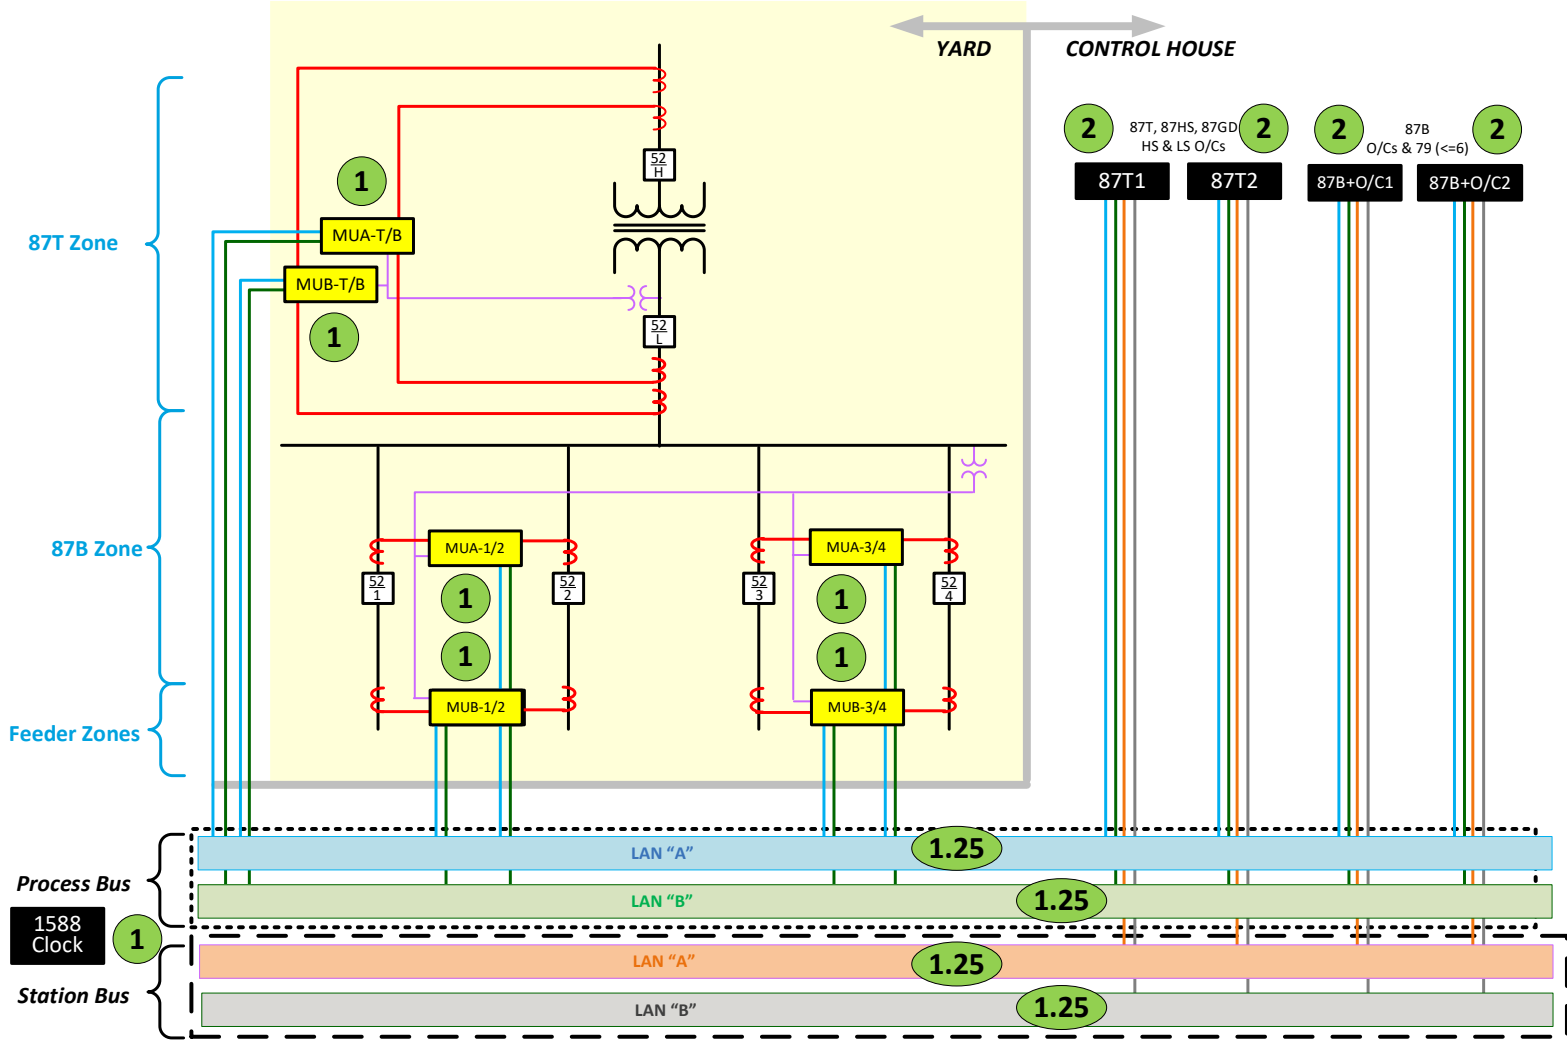 YARD
CONTROL HOUSE
2
87T, 87HS, 87GD
HS & LS O/Cs
2
2
87B
O/Cs & 79 (<=6)
2
87T1
87T2
87B+O/C1
87B+O/C2
52
H
1
MUA-T/B
87T Zone
MUB-T/B
1
52
L
87B Zone
MUA-1/2
MUA-3/4
52
1
1
52
2
52
3
1
52
4
1
1
MUB-1/2
MUB-3/4
Feeder Zones
Process Bus
LAN “A”
1.25
LAN “B”
1.25
1588
Clock
1
Station Bus
LAN “A”
1.25
LAN “B”
1.25